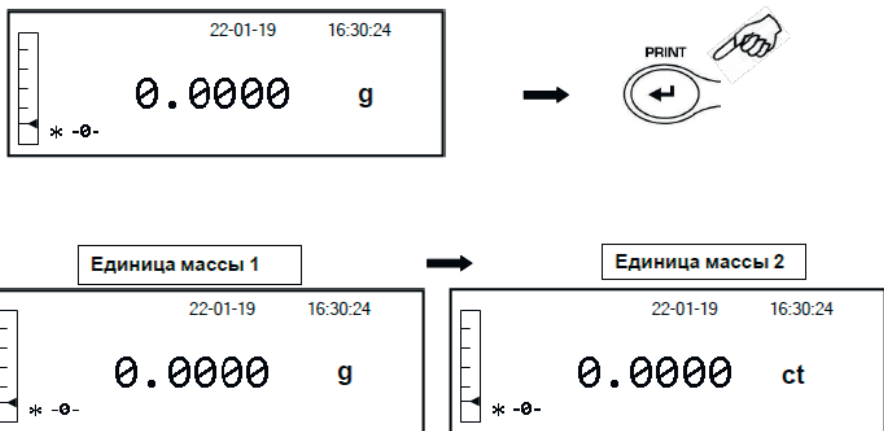 22-01-19 16:30:24
PRINT
0.0000 g
* -0-
Единица массы 1
Единица массы 2
22-01-19 16:30:24
0.0000 g
* -0-
22-01-19 16:30:24
0.0000 ct
* -0-